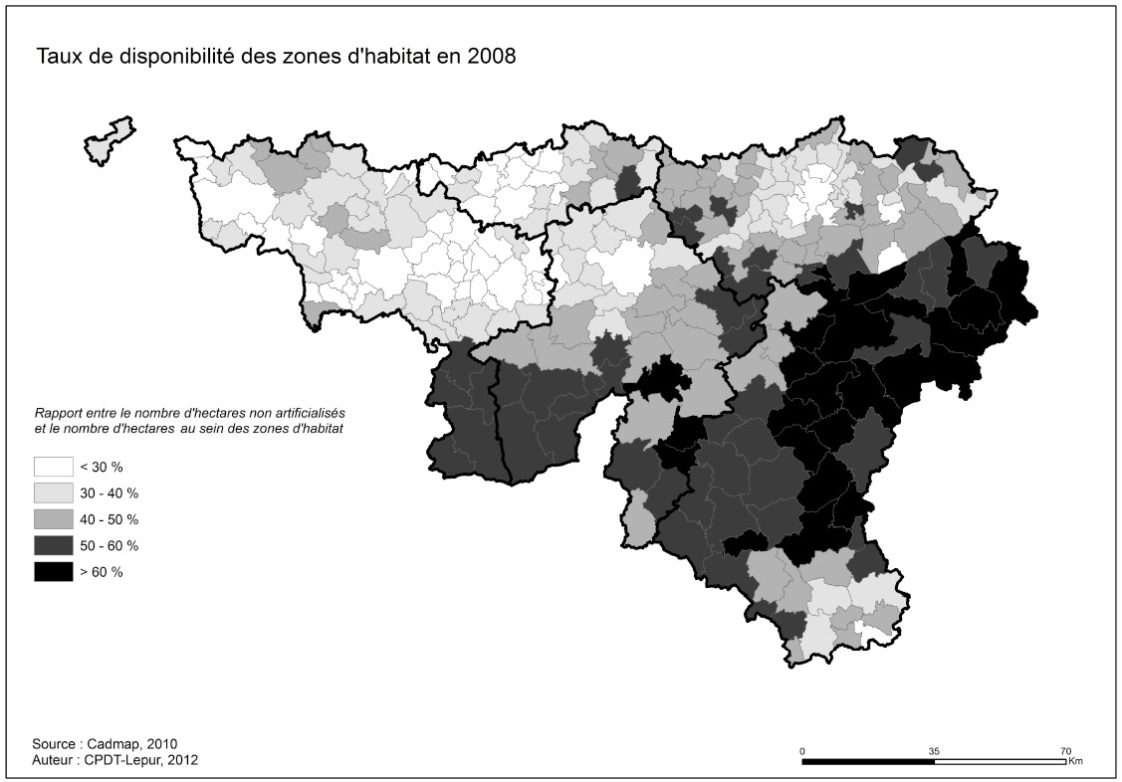 Taux de disponibilité des zones d'habitat en 2008
Rapport entre le nombre d'hectares non artificialisés
et le nombre d'hectares au sein des zones d'habitat
< 30 %
30 - 40 %
40 - 50 %
50 - 60 %
> 60 %
Source : Cadmap, 2010
Auteur : CPDT-Lepur, 2012
0 35 70
Km